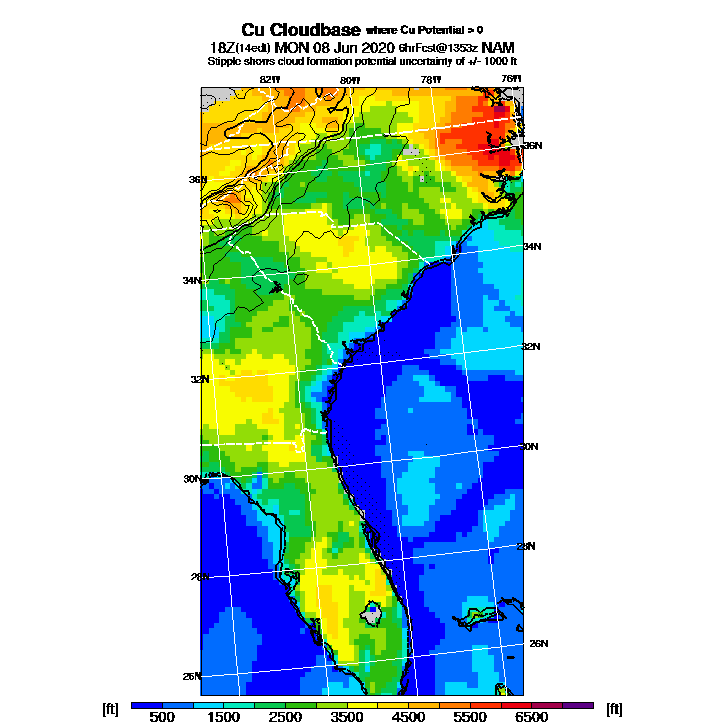 Cu Cloudbase where Cu Potential > 0
18Z(14edt) MON 08 Jun 2020 6hrFcst@1353z NAM
Stipple shows cloud formation potential uncertainty of +/- 1000 ft
82W 80W 78W 76W
36N 36N
34N 34N
32N 32N
30N 30N
28N 28N
26N 26N
[ft] 500 1500 2500 3500 4500 5500 6500 [ft]